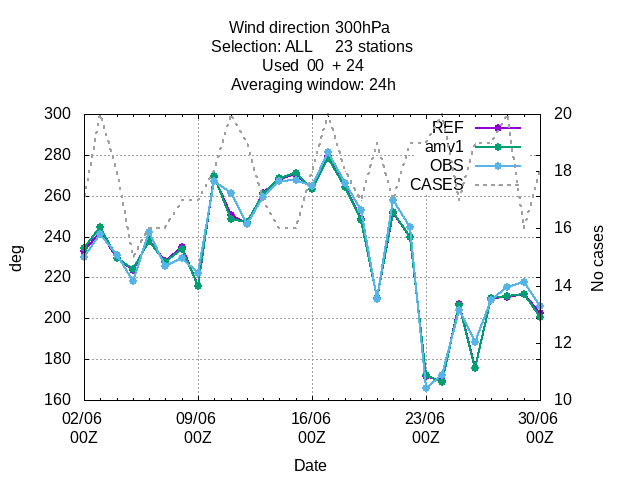 Wind direction 300hPa
Selection: ALL     23 stations
Used  00  + 24
Averaging window: 24h
300 20
REF
280 amy1
OBS 18
260 CASES
240 16
deg No cases
220 14
200
180 12
160 10
02/06 09/06 16/06 23/06 30/06
00Z 00Z 00Z 00Z 00Z
Date